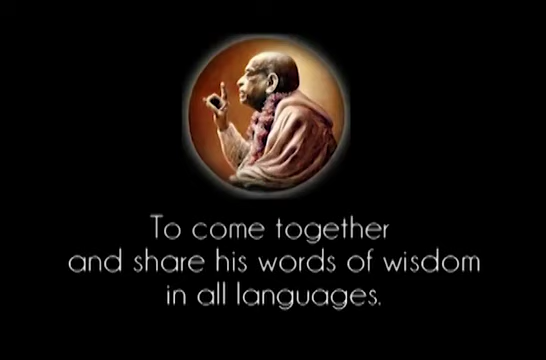 To come together
and share his words of wisdom
in all languages.